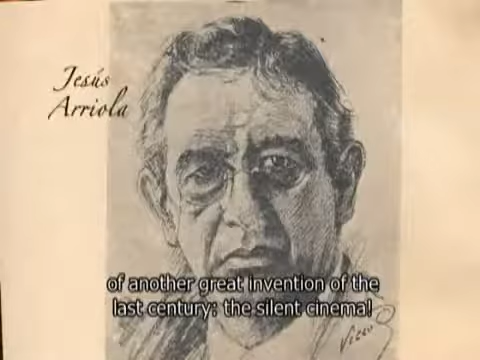 Jesús
Arriola
of another great invention of the
last century: the silent cinema!